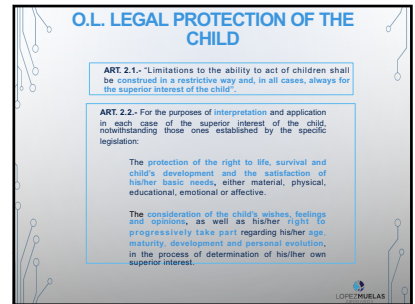 O.L. LEGAL PROTECTION OF THE
CHILD
ART. 2.1.- “Limitations to the ability to act of children shall
be construed in a restrictive way and, in all cases, always for
the superior interest of the child”.
ART. 2.2.- For the purposes of interpretation and application
in each case of the superior interest of the child,
notwithstanding those ones established by the specific
legislation:
The protection of the right to life, survival and
child's development and the satisfaction of
his/her basic needs, either material, physical,
educational, emotional or affective.
The consideration of the child's wishes, feelings
and opinions, as well as his/her right to
progressively take part regarding his/her age,
maturity, development and personal evolution,
in the process of determination of his/her own
superior interest.
LOPEZMUELAS